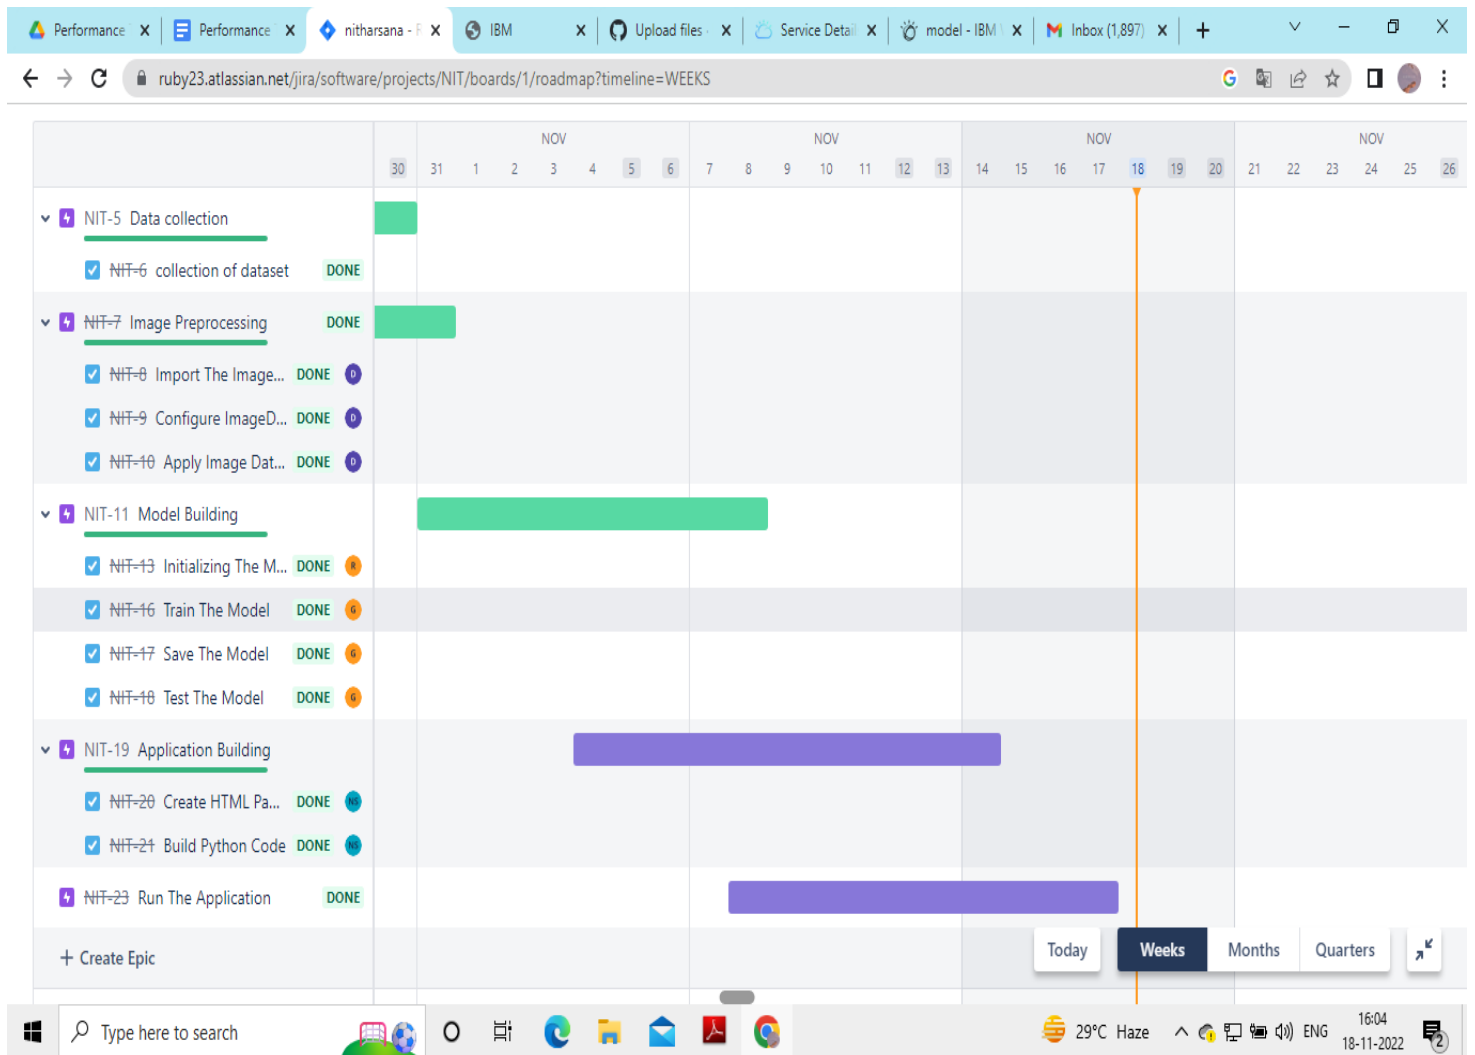 Performance
Performance
nitharsana - F
IBM
Upload files
Service Detail
model - IBM
Inbox (1,897)
ruby23.atlassian.net/jira/software/projects/NIT/boards/1/roadmap?timeline=WEEKS
NOV NOV NOV NOV
30 31 1 2 3 4 5 6 7 8 9 10 11 12 13 14 15 16 17 18 19 20 21 22 23 24 25 26
NIT-5 Data collection
NIT-6 collection of dataset DONE
NIT-7 Image Preprocessing DONE
NIT-8 Import The Image... DONE D
NIT-9 Configure ImageD... DONE D
NIT-10 Apply Image Dat... DONE D
NIT-11 Model Building
NIT-13 Initializing The M... DONE R
NIT-16 Train The Model DONE G
NIT-17 Save The Model DONE G
NIT-18 Test The Model DONE G
NIT-19 Application Building
NIT-20 Create HTML Pa... DONE NS
NIT-21 Build Python Code DONE NS
NIT-23 Run The Application DONE
+ Create Epic
Today Weeks Months Quarters
Type here to search
29°C Haze
ENG
16:04
18-11-2022
2